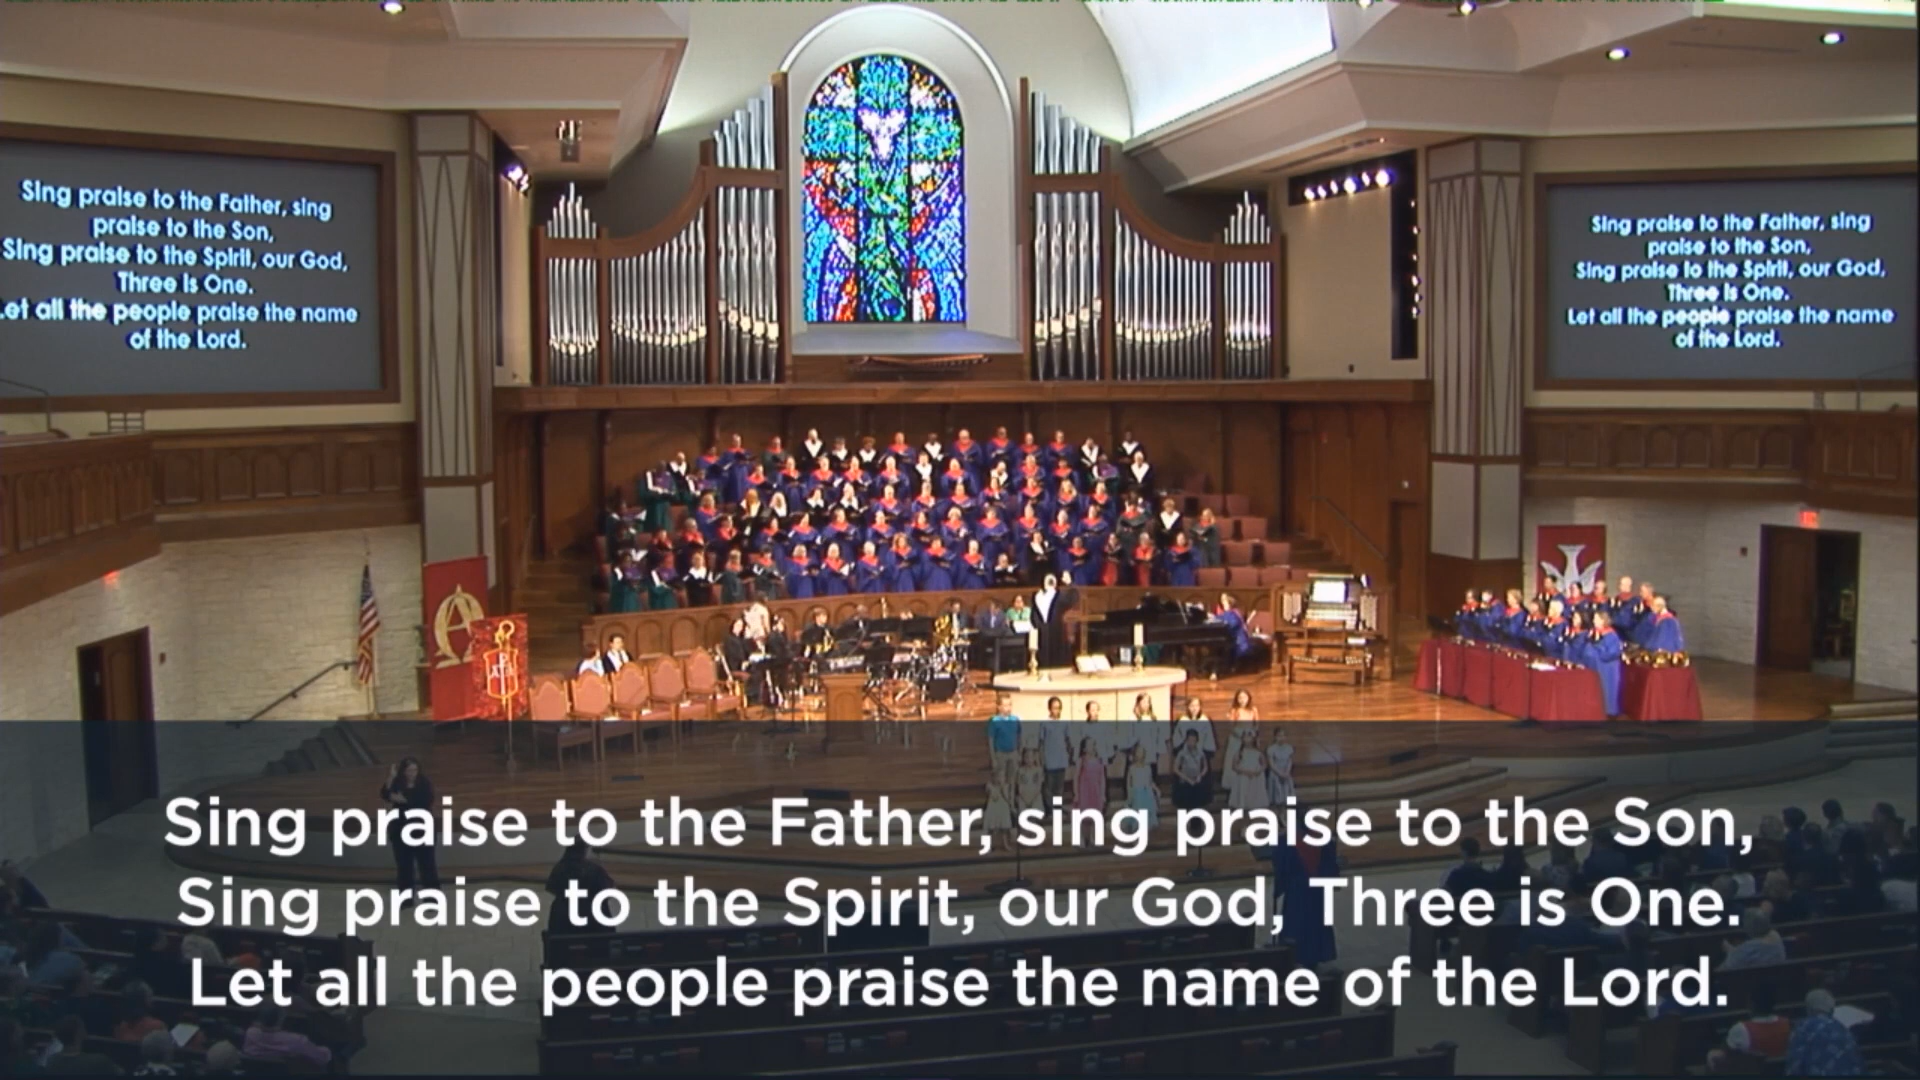 Sing praise to the Father, sing
praise to the Son,
Sing praise to the Spirit, our God,
Three is One.
Let all the people praise the name
of the Lord.
Sing praise to the Father, sing
praise to the Son,
Sing praise to the Spirit, our God,
Three is One.
Let all the people praise the name
of the Lord.
Sing praise to the Father, sing praise to the Son,
Sing praise to the Spirit, our God, Three is One.
Let all the people praise the name of the Lord.